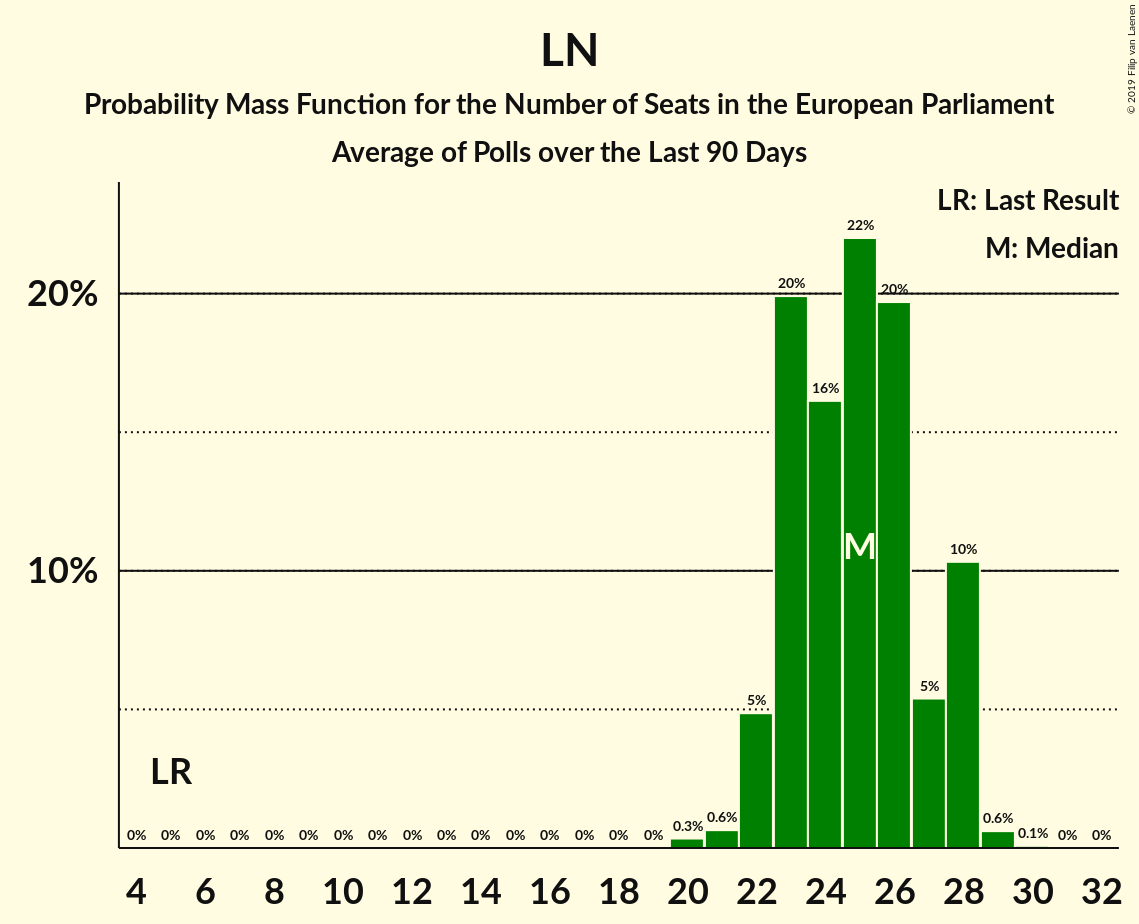 LN
Probability Mass Function for the Number of Seats in the European Parliament
Average of Polls over the Last 90 Days
© 2019 Filip van Laenen
LR: Last Result
M: Median
22%
20%
20%
20%
16%
M
10%
10%
5%
5%
LR
0% 0% 0% 0% 0% 0% 0% 0% 0% 0% 0% 0% 0% 0% 0% 0% 0.3% 0.6% 0.6% 0.1% 0% 0%
4 6 8 10 12 14 16 18 20 22 24 26 28 30 32